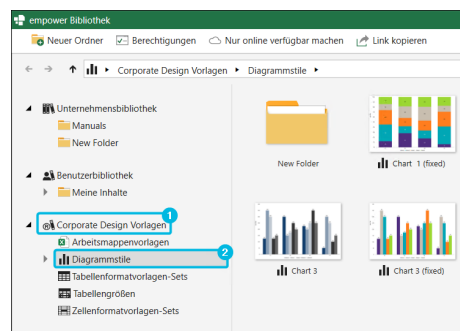 empower Bibliothek
Neuer Ordner Berechtigungen Nur online verfügbar machen Link kopieren
Corporate Design Vorlagen Diagrammstile
Unternehmensbibliothek
Manuals
New Folder
Benutzerbibliothek
Meine Inhalte
1
Corporate Design Vorlagen
Arbeitsmappenvorlagen
Diagrammstile
2
Tabellenformatvorlagen-Sets
Tabellengrößen
Zellenformatvorlagen-Sets
New Folder
Chart 1 (fixed)
Chart 3
Chart 3 (fixed)